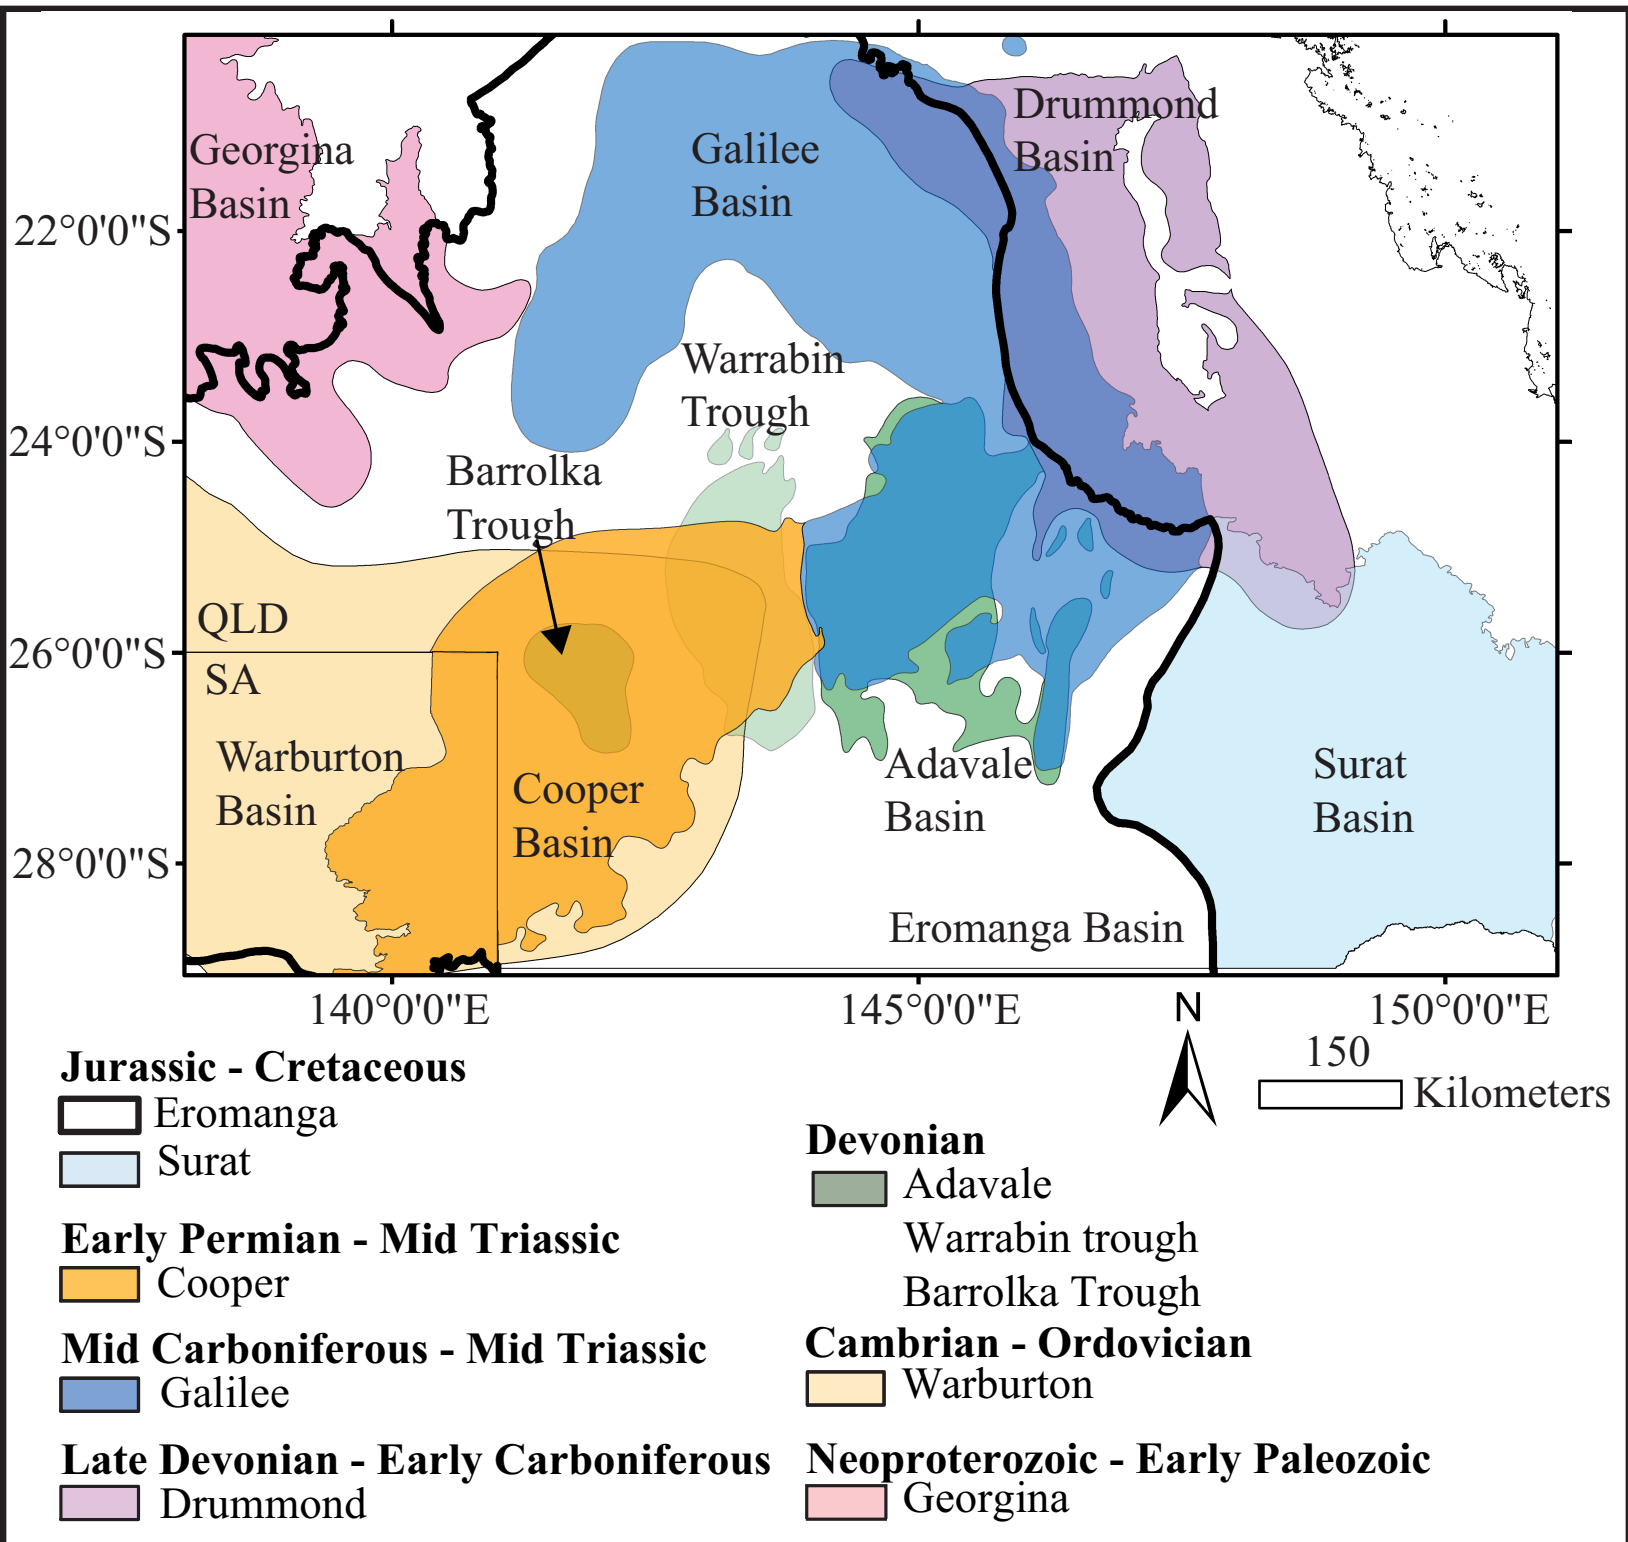 Georgina
Basin
Galilee
Basin
Drummond
Basin
22°0'0"S
Warrabin
Trough
24°0'0"S
Barrolka
Trough
QLD
26°0'0"S
SA
Warburton
Basin
Cooper
Basin
Adavale
Basin
Surat
Basin
28°0'0"S
Eromanga Basin
140°0'0"E
145°0'0"E
150°0'0"E
N
150
Kilometers
Jurassic - Cretaceous
Eromanga
Surat
Early Permian - Mid Triassic
Cooper
Mid Carboniferous - Mid Triassic
Galilee
Late Devonian - Early Carboniferous
Drummond
Devonian
Adavale
Warrabin trough
Barrolka Trough
Cambrian - Ordovician
Warburton
Neoproterozoic - Early Paleozoic
Georgina